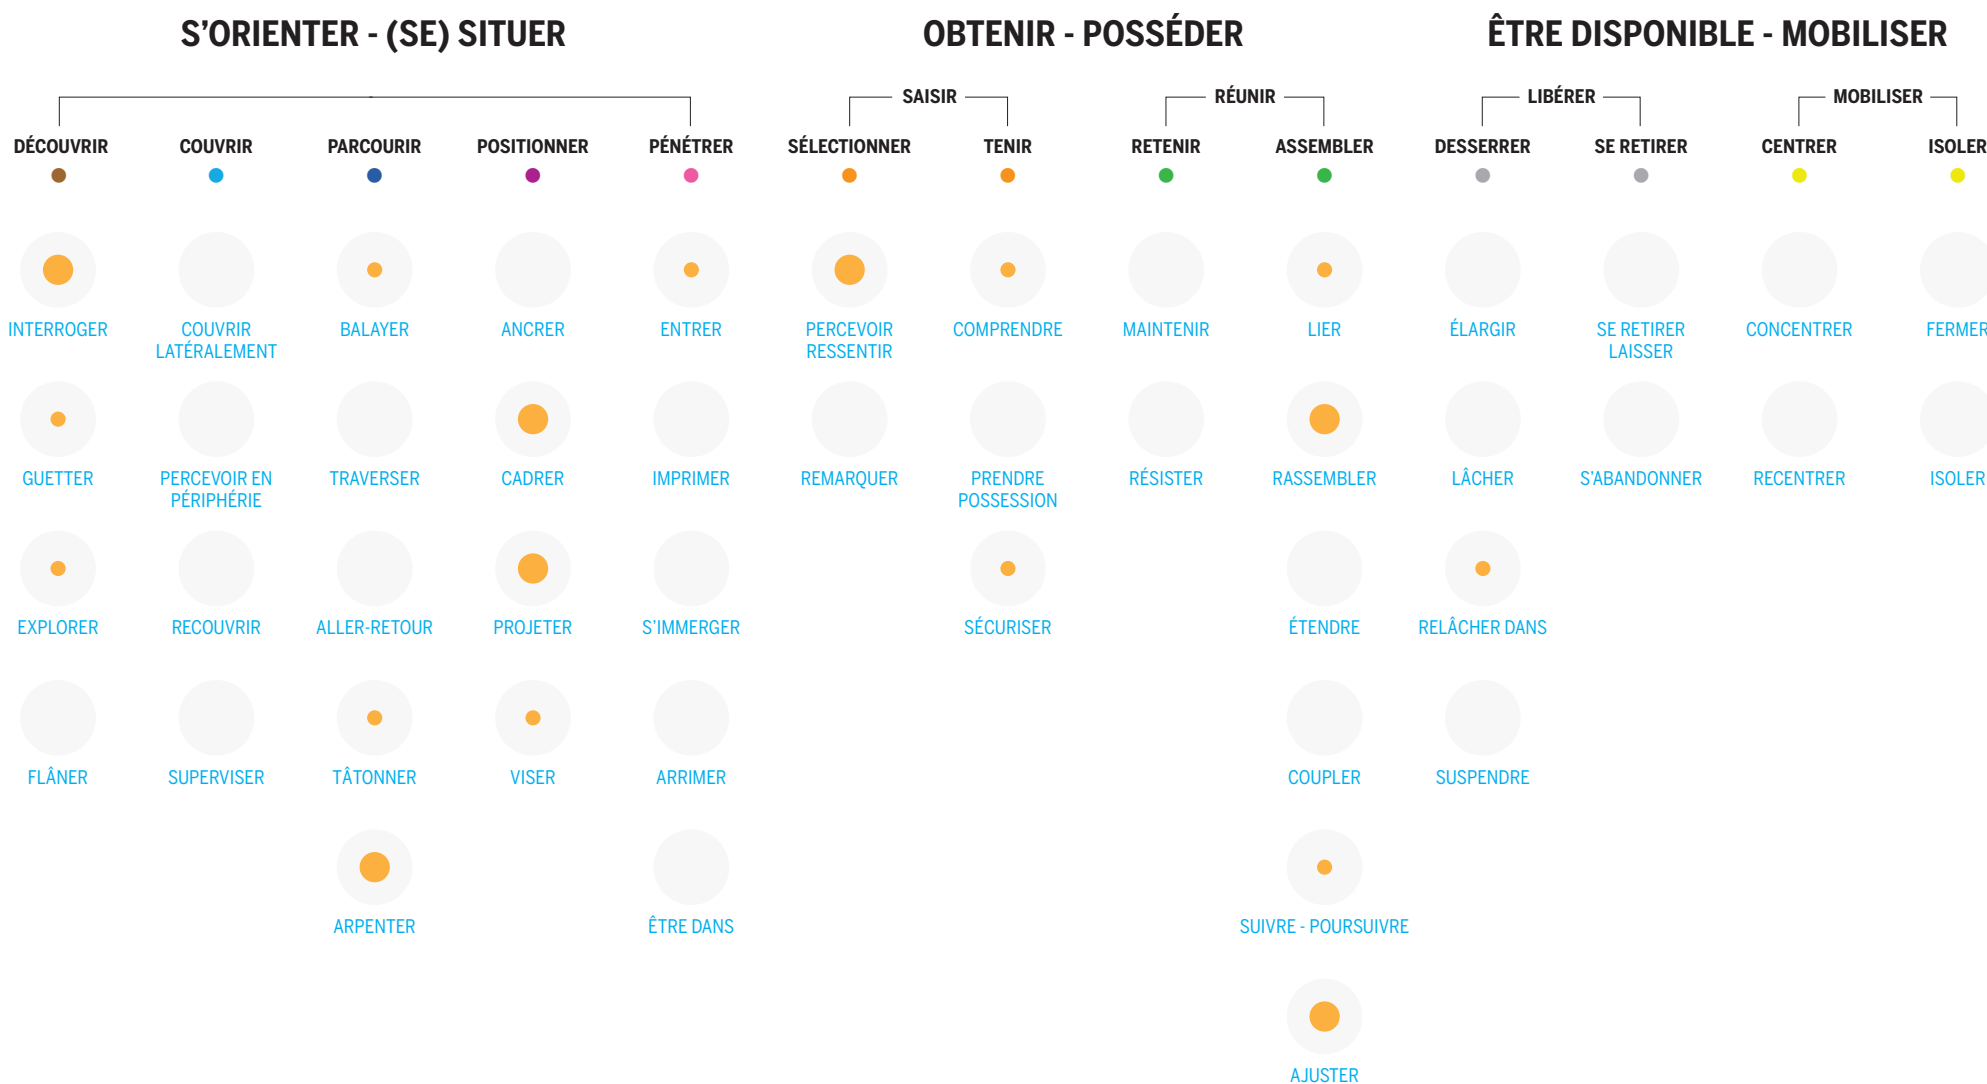 S’ORIENTER - (SE) SITUER
OBTENIR - POSSÉDER
ÊTRE DISPONIBLE - MOBILISER
SAISIR
RÉUNIR
LIBÉRER
MOBILISER
DÉCOUVRIR
COUVRIR
PARCOURIR
POSITIONNER
PÉNÉTRER
SÉLECTIONNER
TENIR
RETENIR
ASSEMBLER
DESSERRER
SE RETIRER
CENTRER
ISOLER
INTERROGER
COUVRIR
LATÉRALEMENT
BALAYER
ANCRER
ENTRER
PERCEVOIR
RESSENTIR
COMPRENDRE
MAINTENIR
LIER
ÉLARGIR
SE RETIRER
LAISSER
CONCENTRER
FERMER
GUETTER
PERCEVOIR EN
PÉRIPHÉRIE
TRAVERSER
CADRER
IMPRIMER
REMARQUER
PRENDRE
POSSESSION
RÉSISTER
RASSEMBLER
LÂCHER
S’ABANDONNER
RECENTRER
ISOLER
EXPLORER
RECOUVRIR
ALLER-RETOUR
PROJETER
S’IMMERGER
SÉCURISER
ÉTENDRE
RELÂCHER DANS
FLÂNER
SUPERVISER
TÂTONNER
VISER
ARRIMER
COUPLER
SUSPENDRE
ARPENTER
ÊTRE DANS
SUIVRE - POURSUIVRE
AJUSTER